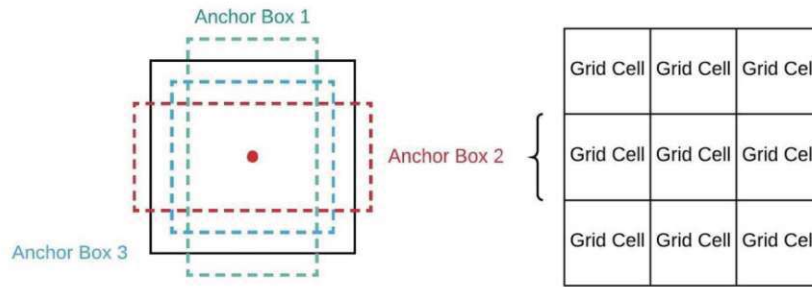 Anchor Box 1
Anchor Box 2
Anchor Box 3
Grid Cell Grid Cell Grid Cel
Grid Cell Grid Cell Grid Cel
Grid Cell Grid Cell Grid Cel